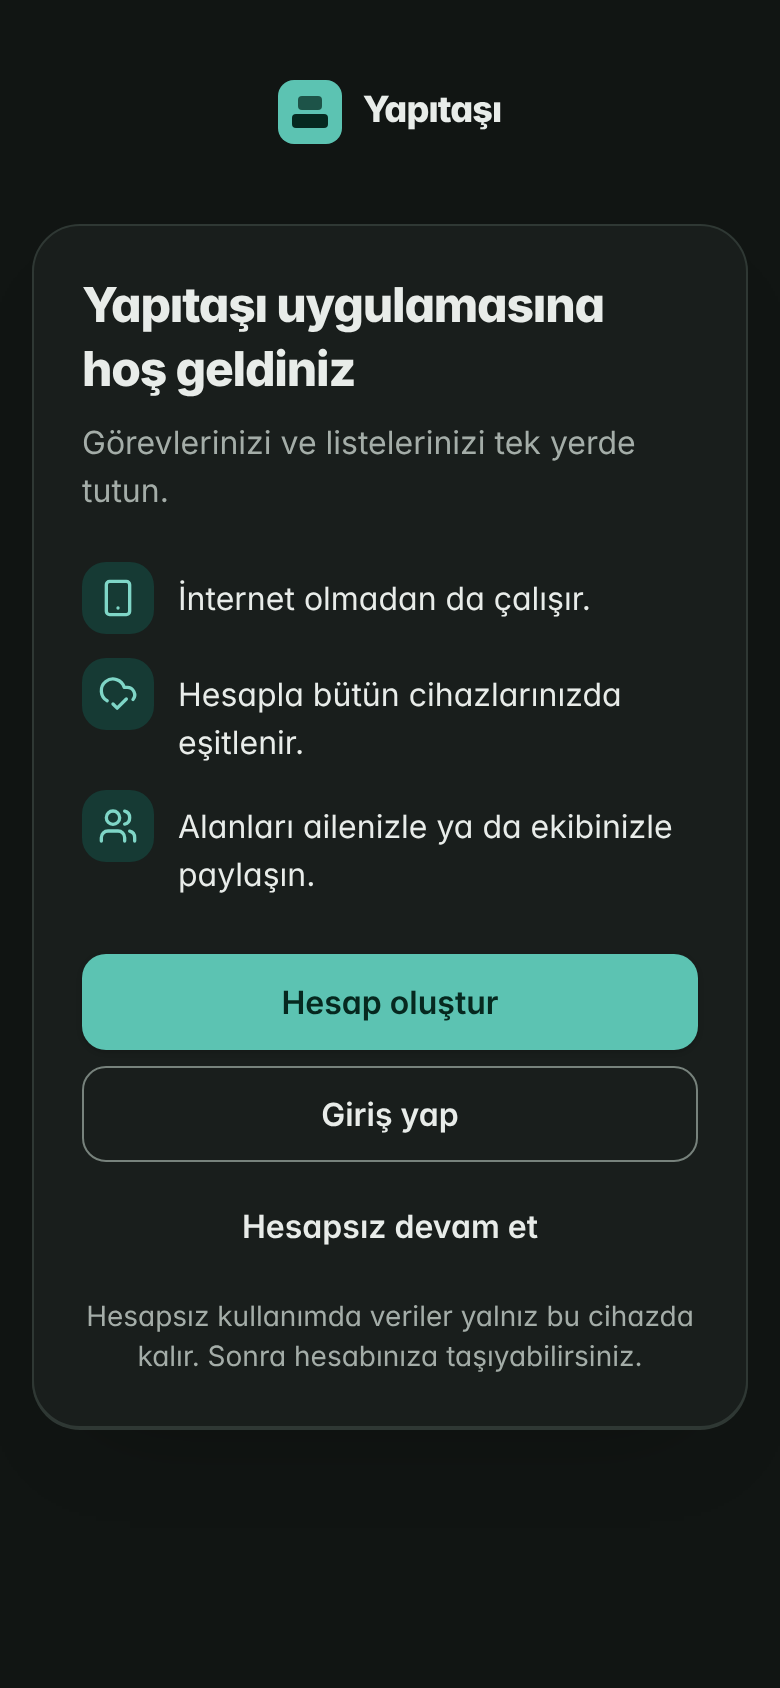 Yapıtaşı
Yapıtaşı uygulamasına
hoş geldiniz
Görevlerinizi ve listelerinizi tek yerde
tutun.
İnternet olmadan da çalışır.
Hesapla bütün cihazlarınızda
eşitlenir.
Alanları ailenizle ya da ekibinizle
paylaşın.
Hesap oluştur
Giriş yap
Hesapsız devam et
Hesapsız kullanımda veriler yalnız bu cihazda
kalır. Sonra hesabınıza taşıyabilirsiniz.